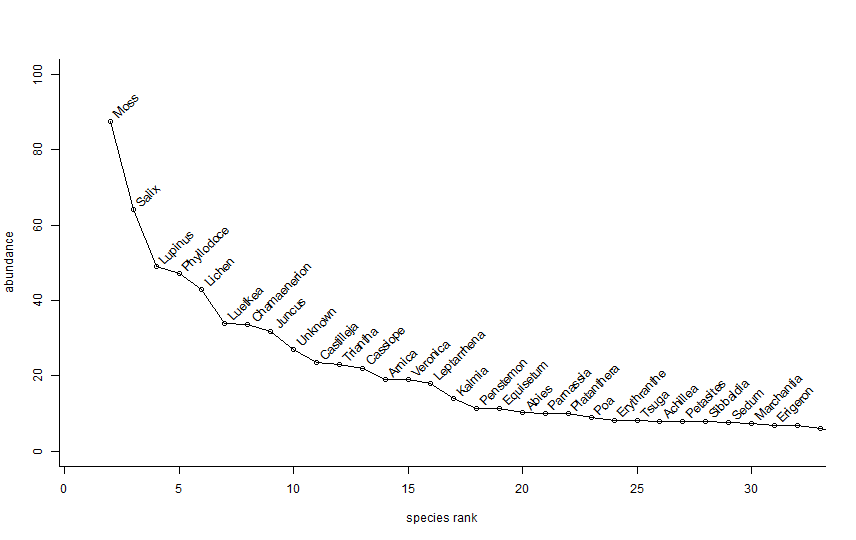 100
80
60
40
20
0
abundance
Moss
Salix
Lupinus
Phyllodoce
Lichen
Luetkea
Chamaenerion
Juncus
Unknown
Castilleja
Triantha
Cassiope
Arnica
Veronica
Leptarrhena
Kalmia
Penstemon
Equisetum
Abies
Parnassia
Platanthera
Poa
Erythranthe
Tsuga
Achillea
Petasites
Sibbaldia
Sedum
Marchantia
Erigeron
0 5 10 15 20 25 30
species rank